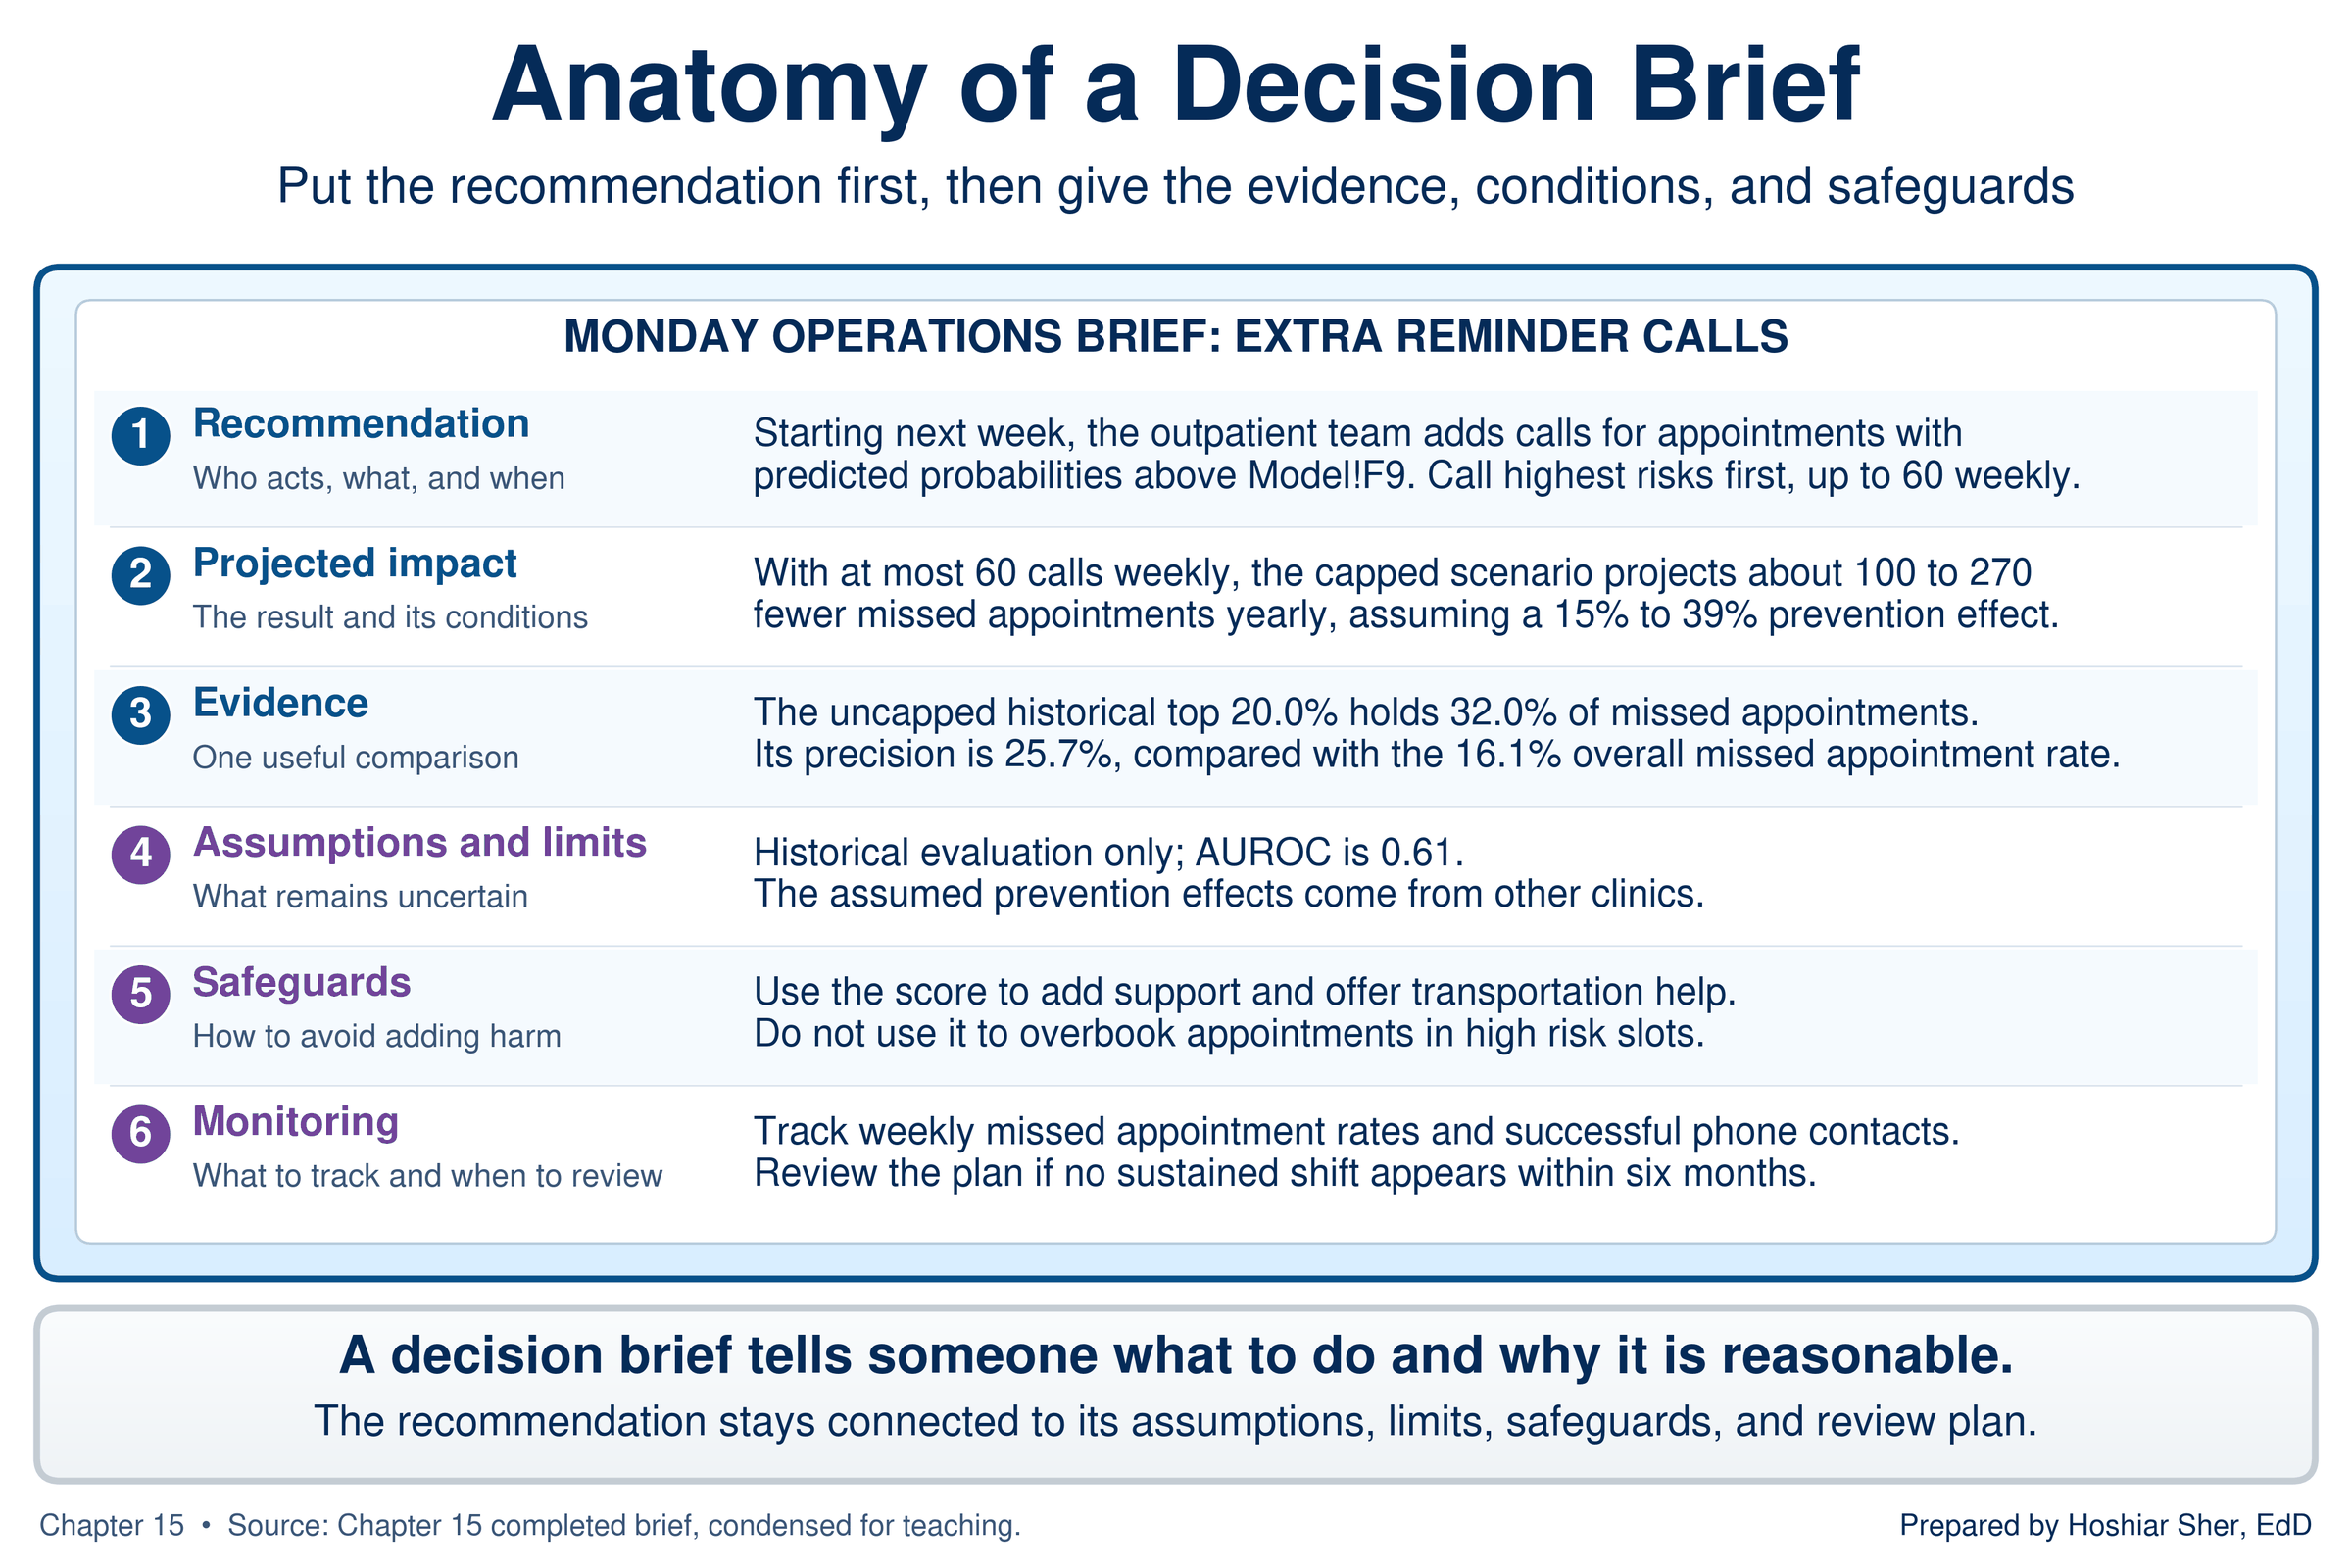 Anatomy of a Decision Brief
Put the recommendation first, then give the evidence, conditions, and safeguards
MONDAY OPERATIONS BRIEF: EXTRA REMINDER CALLS
1
Recommendation
Who acts, what, and when
Starting next week, the outpatient team adds calls for appointments with
predicted probabilities above Model!F9. Call highest risks first, up to 60 weekly.
2
Projected impact
The result and its conditions
With at most 60 calls weekly, the capped scenario projects about 100 to 270
fewer missed appointments yearly, assuming a 15% to 39% prevention effect.
3
Evidence
One useful comparison
The uncapped historical top 20.0% holds 32.0% of missed appointments.
Its precision is 25.7%, compared with the 16.1% overall missed appointment rate.
4
Assumptions and limits
What remains uncertain
Historical evaluation only; AUROC is 0.61.
The assumed prevention effects come from other clinics.
5
Safeguards
How to avoid adding harm
Use the score to add support and offer transportation help.
Do not use it to overbook appointments in high risk slots.
6
Monitoring
What to track and when to review
Track weekly missed appointment rates and successful phone contacts.
Review the plan if no sustained shift appears within six months.
A decision brief tells someone what to do and why it is reasonable.
The recommendation stays connected to its assumptions, limits, safeguards, and review plan.
Chapter 15 • Source: Chapter 15 completed brief, condensed for teaching.
Prepared by Hoshiar Sher, EdD